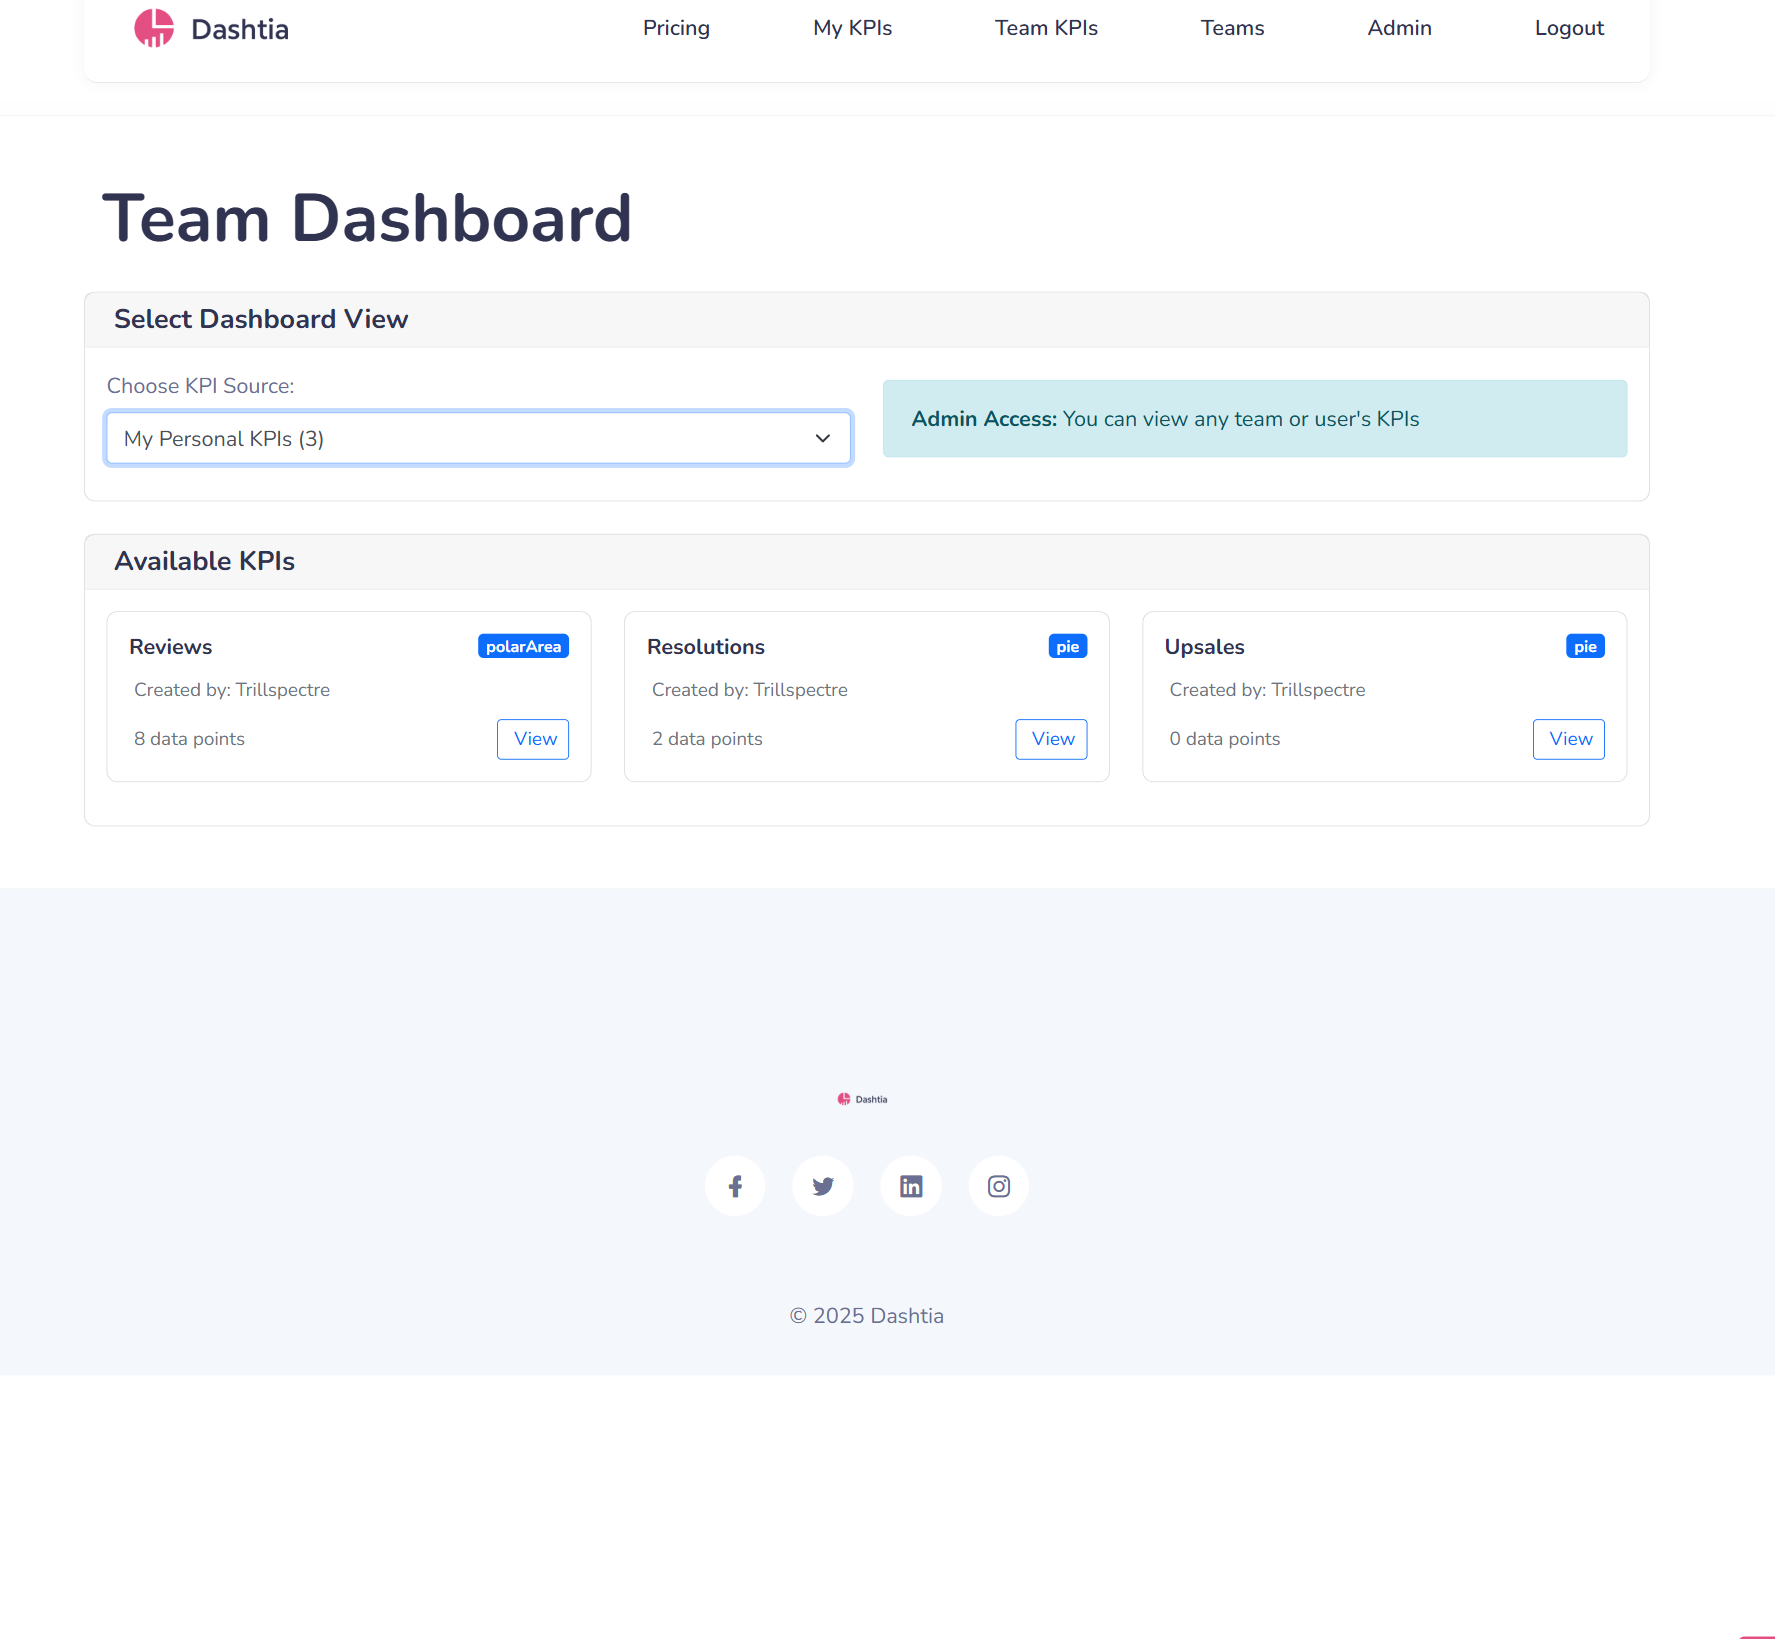 Dashtia
Pricing
My KPIs
Team KPIs
Teams
Admin
Logout
Team Dashboard
Select Dashboard View
Choose KPI Source:
My Personal KPIs (3)
Admin Access: You can view any team or user's KPIs
Available KPIs
Reviews
polarArea
Created by: Trillspectre
8 data points
View
Resolutions
pie
Created by: Trillspectre
2 data points
View
Upsales
pie
Created by: Trillspectre
0 data points
View
Dashtia
© 2025 Dashtia